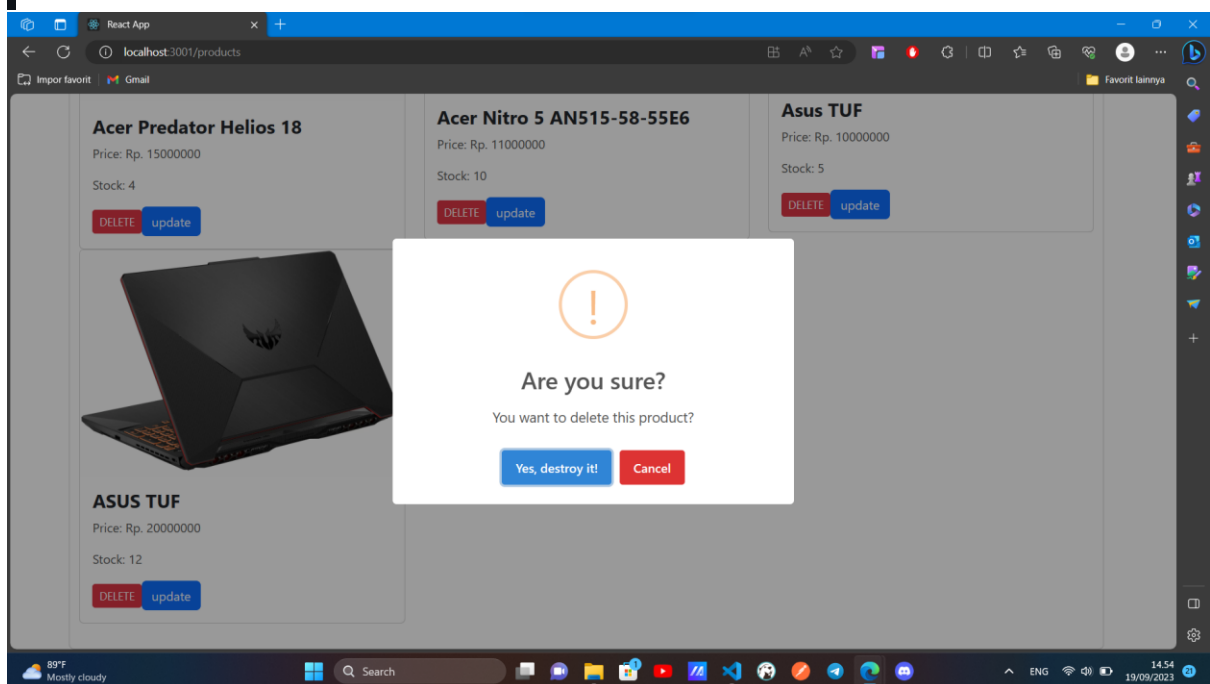 React App
localhost:3001/products
Impor favorit
Gmail
Favorit lainnya
Acer Predator Helios 18
Price: Rp. 15000000
Stock: 4
DELETE update
Acer Nitro 5 AN515-58-55E6
Price: Rp. 11000000
Stock: 10
DELETE update
Asus TUF
Price: Rp. 10000000
Stock: 5
DELETE update
Are you sure?
You want to delete this product?
Yes, destroy it!
Cancel
ASUS TUF
Price: Rp. 20000000
Stock: 12
DELETE update
89°F
Mostly cloudy
Search
ENG
14.54
19/09/2023
21